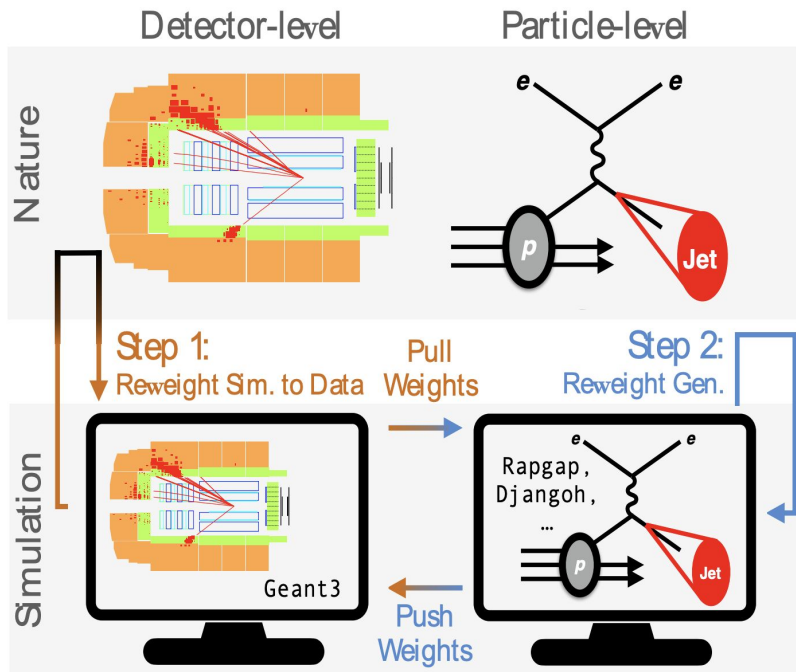 Detector-level
Particle-level
Nature
e
e
p
Jet
Step 1:
Reweight Sim. to Data
Pull
Weights
Step 2:
Reweight Gen.
Simulation
Geant3
Rapgap,
Djangoh,
...
e
e
p
Jet
Push
Weights